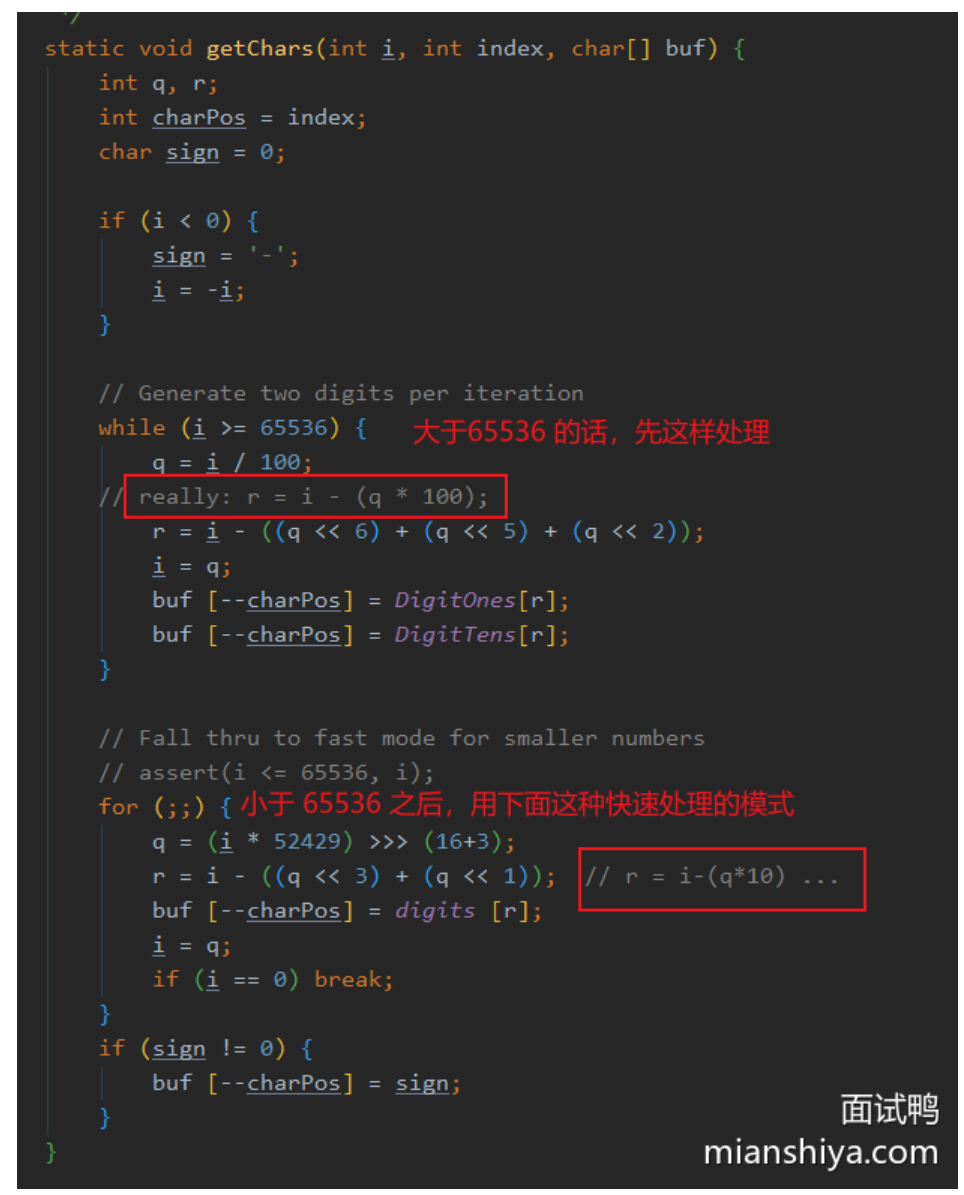 */
static void getChars(int i, int index, char[] buf) {
    int q, r;
    int charPos = index;
    char sign = 0;

    if (i < 0) {
        sign = '-';
        i = -i;
    }

    // Generate two digits per iteration
    while (i >= 65536) {    大于65536 的话，先这样处理
        q = i / 100;
    // really: r = i - (q * 100);
        r = i - ((q << 6) + (q << 5) + (q << 2));
        i = q;
        buf [--charPos] = DigitOnes[r];
        buf [--charPos] = DigitTens[r];
    }

    // Fall thru to fast mode for smaller numbers
    // assert(i <= 65536, i);
    for (;;) { 小于 65536 之后，用下面这种快速处理的模式
        q = (i * 52429) >>> (16+3);
        r = i - ((q << 3) + (q << 1));  // r = i-(q*10) ...
        buf [--charPos] = digits [r];
        i = q;
        if (i == 0) break;
    }
    if (sign != 0) {
        buf [--charPos] = sign;
    }
}
面试鸭
mianshiya.com